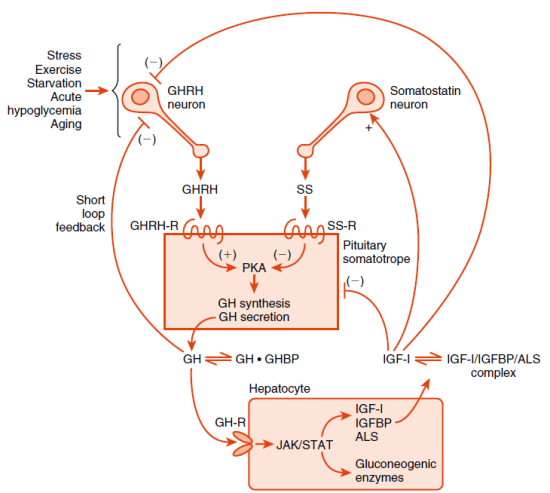 Stress
Exercise
Starvation
Acute
hypoglycemia
Aging
(−)
GHRH
neuron
(−)
Somatostatin
neuron
+
Short
loop
feedback
GHRH
SS
GHRH-R
SS-R
(+)
(−)
PKA
Pituitary
somatotrope
(−)
GH synthesis
GH secretion
GH ⇌ GH • GHBP
IGF-I ⇌ IGF-I/IGFBP/ALS
complex
Hepatocyte
GH-R
JAK/STAT
IGF-I
IGFBP
ALS
Gluconeogenic
enzymes